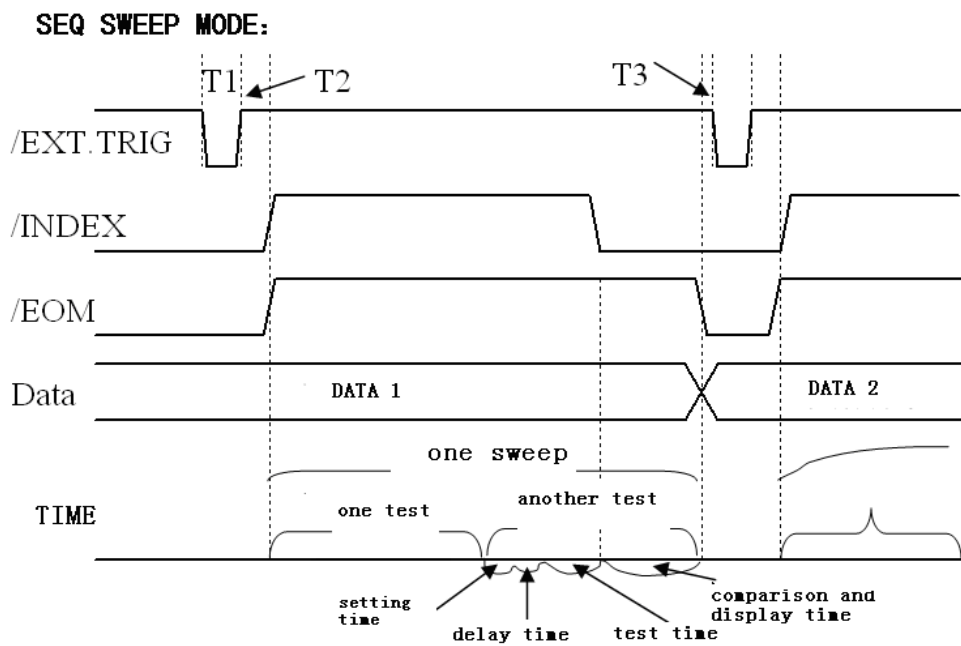 SEQ SWEEP MODE:
T1
T2
T3
/EXT.TRIG
/INDEX
/EOM
Data
DATA 1
DATA 2
one sweep
another test
one test
TIME
setting
time
delay time
test time
comparison and
display time